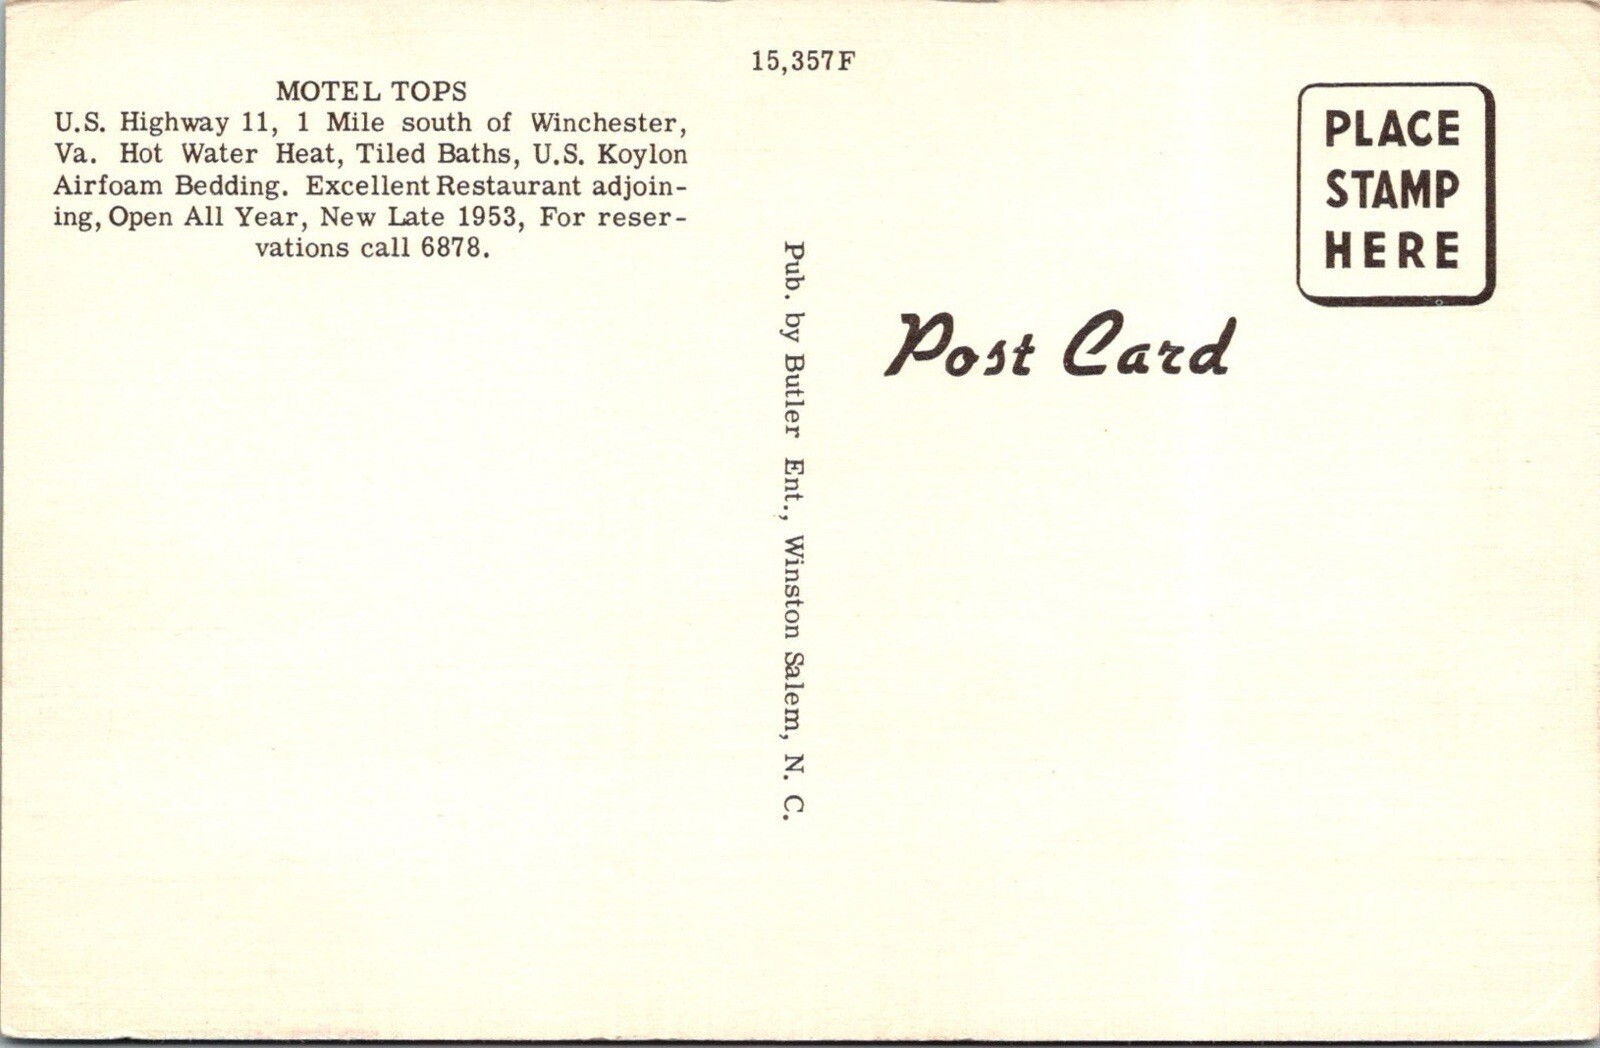 15,357F
MOTEL TOPS
U.S. Highway 11, 1 Mile south of Winchester,
Va. Hot Water Heat, Tiled Baths, U.S. Koylon
Airfoam Bedding. Excellent Restaurant adjoin-
ing, Open All Year, New Late 1953, For reser-
vations call 6878.
Pub. by Butler Ent., Winston Salem, N. C.
PLACE
STAMP
HERE
Post Card